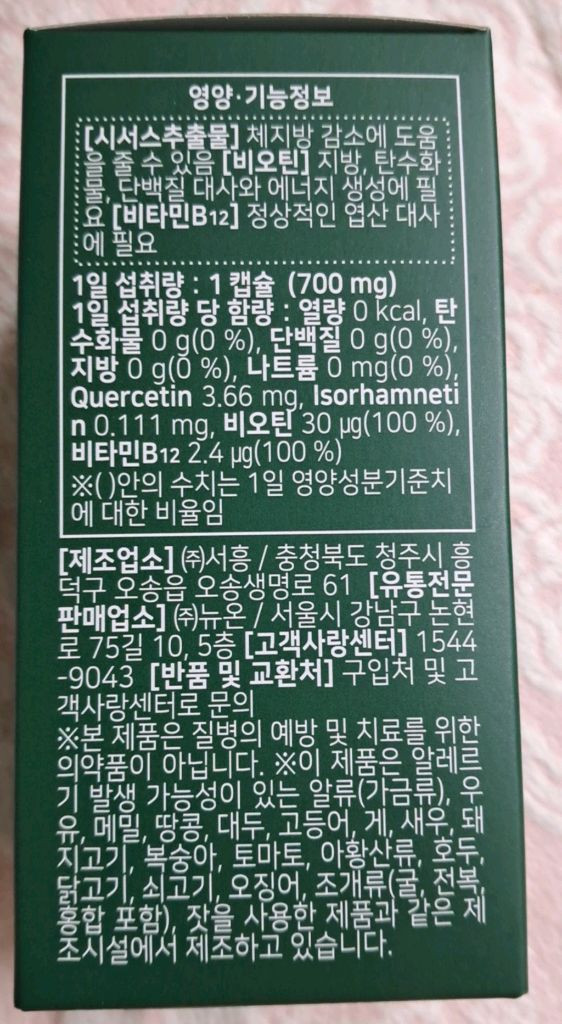 영양·기능정보
[시서스추출물] 체지방 감소에 도움
을 줄 수 있음 [비오틴] 지방, 탄수화
물, 단백질 대사와 에너지 생성에 필
요 [비타민B12] 정상적인 엽산 대사
에 필요
1일 섭취량 : 1 캡슐 (700 mg)
1일 섭취량 당 함량 : 열량 0 kcal, 탄
수화물 0 g(0 %), 단백질 0 g(0 %),
지방 0 g(0 %), 나트륨 0 mg(0 %),
Quercetin 3.66 mg, Isorhamneti
n 0.111 mg, 비오틴 30 µg(100 %),
비타민B12 2.4 µg(100 %)
※( )안의 수치는 1일 영양성분기준치
에 대한 비율임
[제조업소] ㈜서흥 / 충청북도 청주시 흥
덕구 오송읍 오송생명로 61 [유통전문
판매업소] ㈜뉴온 / 서울시 강남구 논현
로 75길 10, 5층 [고객사랑센터] 1544
-9043 [반품 및 교환처] 구입처 및 고
객사랑센터로 문의
※본 제품은 질병의 예방 및 치료를 위한
의약품이 아닙니다. ※이 제품은 알레르
기 발생 가능성이 있는 알류(가금류), 우
유, 메밀, 땅콩, 대두, 고등어, 게, 새우, 돼
지고기, 복숭아, 토마토, 아황산류, 호두,
닭고기, 쇠고기, 오징어, 조개류(굴, 전복,
홍합 포함), 잣을 사용한 제품과 같은 제
조시설에서 제조하고 있습니다.